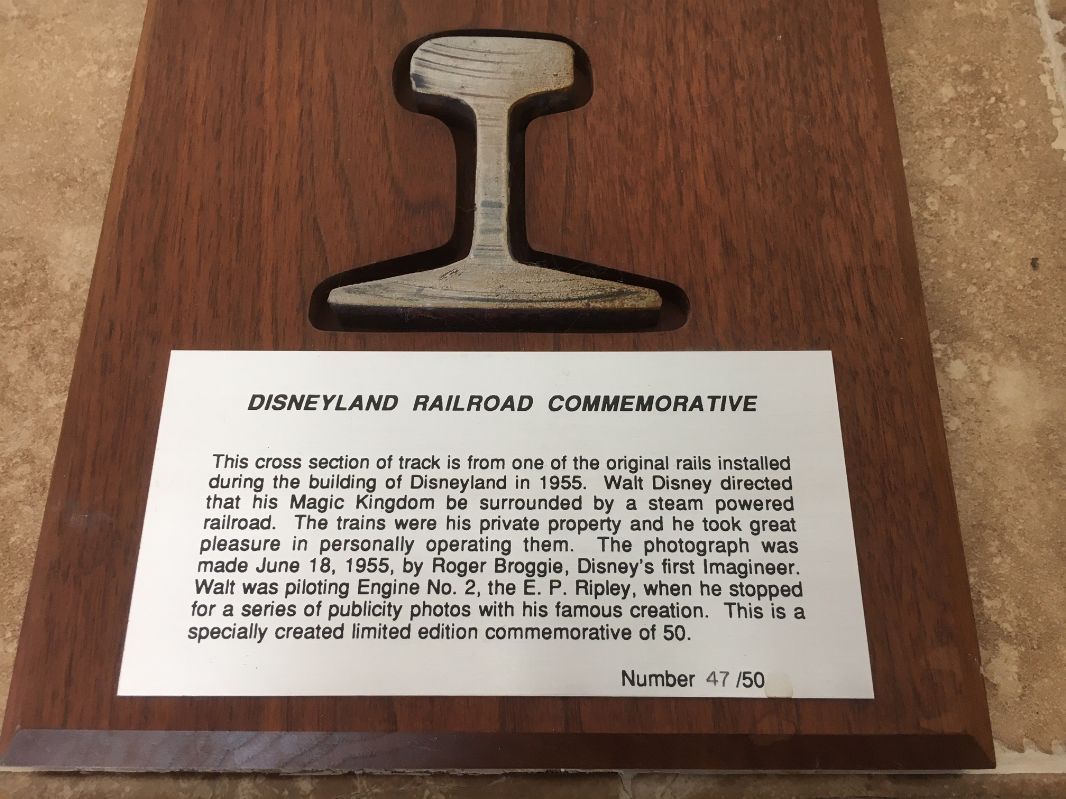 DISNEYLAND RAILROAD COMMEMORATIVE
This cross section of track is from one of the original rails installed
during the building of Disneyland in 1955. Walt Disney directed
that his Magic Kingdom be surrounded by a steam powered
railroad. The trains were his private property and he took great
pleasure in personally operating them. The photograph was
made June 18, 1955, by Roger Broggie, Disney's first Imagineer.
Walt was piloting Engine No. 2, the E. P. Ripley, when he stopped
for a series of publicity photos with his famous creation. This is a
specially created limited edition commemorative of 50.
Number 47 /50